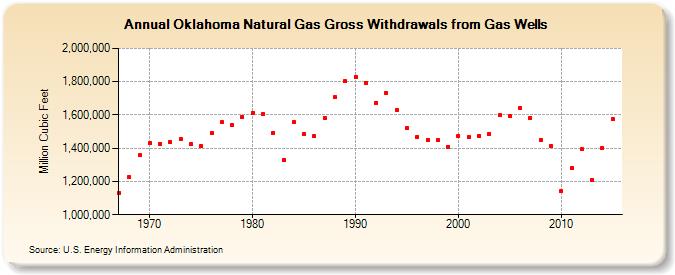 Annual Oklahoma Natural Gas Gross Withdrawals from Gas Wells
Million Cubic Feet
2,000,000
1,800,000
1,600,000
1,400,000
1,200,000
1,000,000
1970 1980 1990 2000 2010
Source: U.S. Energy Information Administration